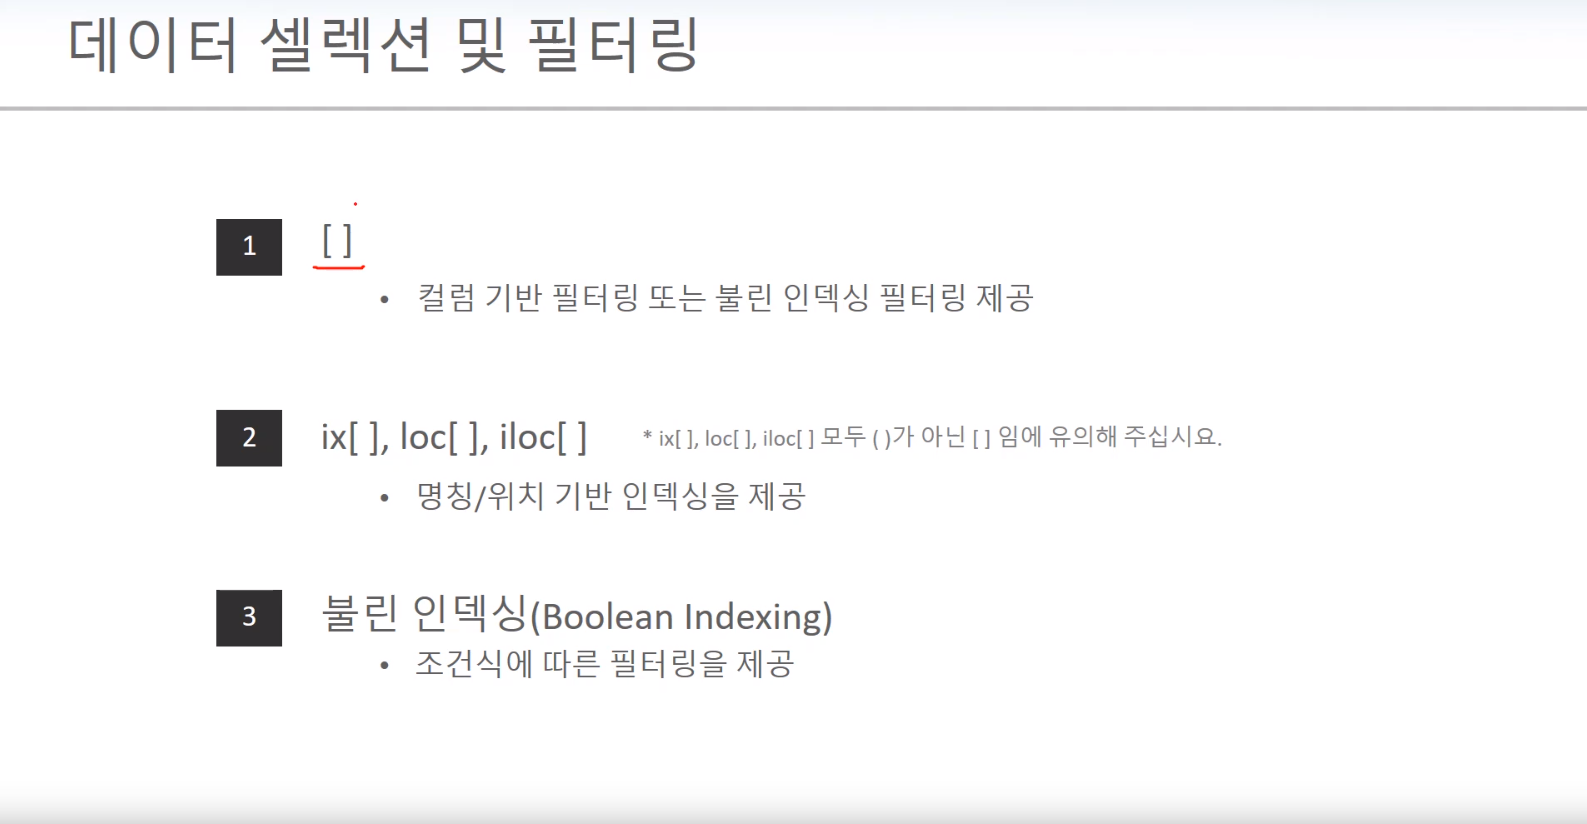 데이터 셀렉션 및 필터링
1 [ ]
• 컬럼 기반 필터링 또는 불린 인덱싱 필터링 제공
2 ix[ ], loc[ ], iloc[ ] * ix[ ], loc[ ], iloc[ ] 모두 ( )가 아닌 [ ] 임에 유의해 주십시요.
• 명칭/위치 기반 인덱싱을 제공
3 불린 인덱싱(Boolean Indexing)
• 조건식에 따른 필터링을 제공